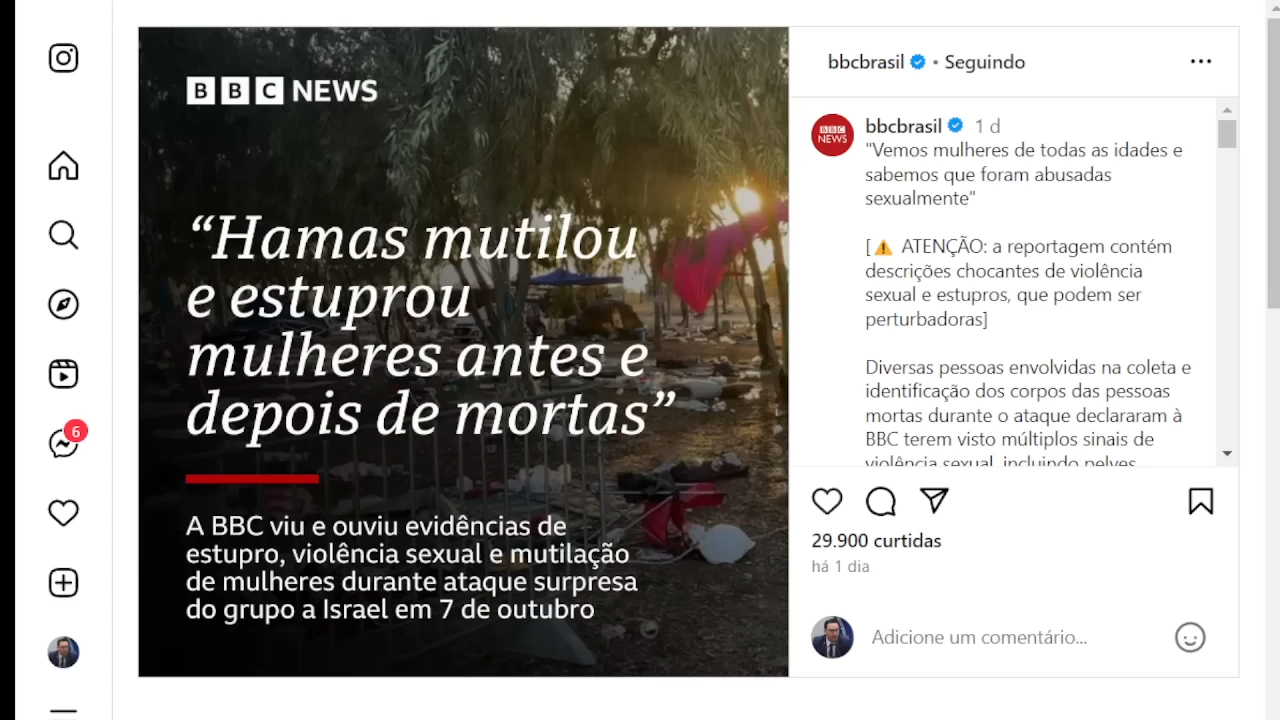 BBC NEWS
“Hamas mutilou
e estuprou
mulheres antes e
depois de mortas”
A BBC viu e ouviu evidências de
estupro, violência sexual e mutilação
de mulheres durante ataque surpresa
do grupo a Israel em 7 de outubro
bbcbrasil • Seguindo
BBC
NEWS
bbcbrasil 1 d
"Vemos mulheres de todas as idades e
sabemos que foram abusadas
sexualmente"
[⚠️ ATENÇÃO: a reportagem contém
descrições chocantes de violência
sexual e estupros, que podem ser
perturbadoras]
Diversas pessoas envolvidas na coleta e
identificação dos corpos das pessoas
mortas durante o ataque declararam à
BBC terem visto múltiplos sinais de
violência sexual, incluindo pelves
29.900 curtidas
há 1 dia
Adicione um comentário...
6